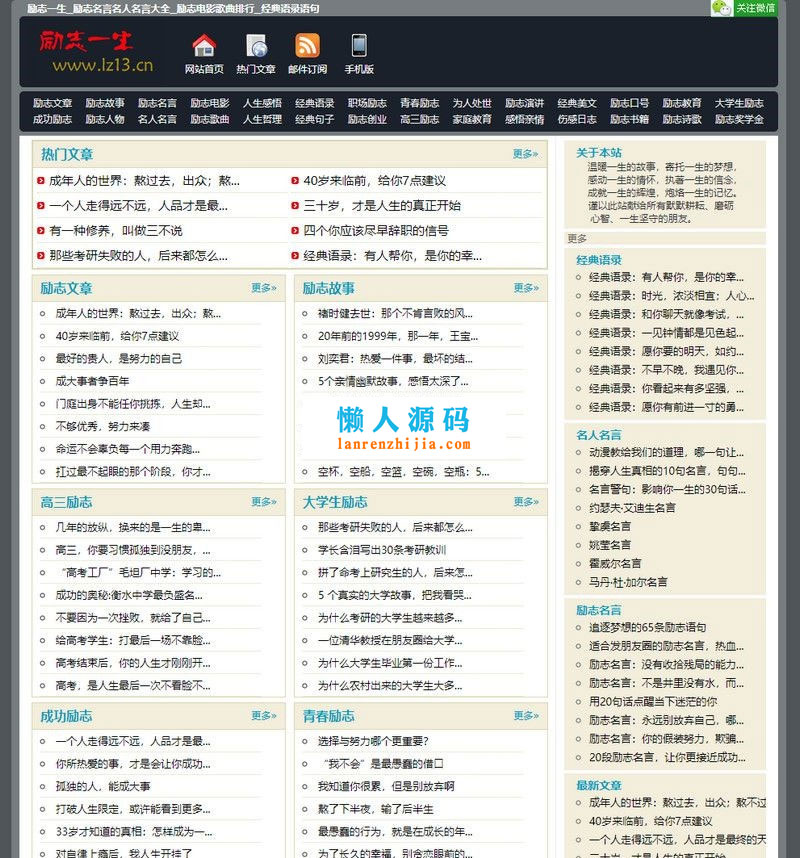 励志一生_励志名言名人名言大全_励志电影歌曲排行_经典语录语句
关注微信
励志一生
www.lz13.cn
网站首页 热门文章 邮件订阅 手机版
励志文章 励志故事 励志名言 励志电影 人生感悟 经典语录 职场励志 青春励志 为人处世 励志演讲 经典美文 励志口号 励志教育 大学生励志
成功励志 励志人物 名人名言 励志歌曲 人生哲理 经典句子 励志创业 高三励志 家庭教育 感悟亲情 伤感日志 励志书籍 励志诗歌 励志奖学金
热门文章 更多»
成年人的世界：熬过去，出众；熬...
40岁来临前，给你7点建议
一个人走得远不远，人品才是最...
三十岁，才是人生的真正开始
有一种修养，叫做三不说
四个你应该尽早辞职的信号
那些考研失败的人，后来都怎么...
经典语录：有人帮你，是你的幸...
励志文章 更多»
成年人的世界：熬过去，出众；熬...
40岁来临前，给你7点建议
最好的贵人，是努力的自己
成大事者争百年
门庭出身不能任你挑拣，人生却...
不够优秀，努力来凑
命运不会辜负每一个用力奔跑...
扛过最不起眼的那个阶段，你才...
励志故事 更多»
褚时健去世：那个不肯言败的风...
20年前的1999年，那一年，王宝...
刘奕君：热爱一件事，最坏的结...
5个亲情幽默故事，感悟太深了...
懒人源码
lanrenzhijia.com
空杯，空船，空篮，空碗，空瓶：5...
高三励志 更多»
几年的放纵，换来的是一生的卑...
高三，你要习惯孤独到没朋友，...
“高考工厂”毛坦厂中学：学习的...
成功的奥秘:衡水中学最负盛名...
不要因为一次挫败，就给了自己...
给高考学生：打最后一场不靠脸...
高考结束后，你的人生才刚刚开...
高考，是人生最后一次不看脸不...
大学生励志 更多»
那些考研失败的人，后来都怎么...
学长含泪写出30条考研教训
拼了命考上研究生的人，后来怎...
5 个真实的大学故事，把我看哭...
为什么考研的大学生越来越多...
一位清华教授在朋友圈给大学...
为什么大学生毕业第一份工作...
为什么农村出来的大学生大多...
成功励志 更多»
一个人走得远不远，人品才是最...
你所热爱的事，才是会让你成功...
孤独的人，能成大事
打破人生限定，或许能看到更多...
33岁才知道的真相：怎样成为一...
对自律上瘾后，我人生开挂了
青春励志 更多»
选择与努力哪个更重要？
“我不会”是最愚蠢的借口
我知道你很累，但是别放弃啊
熬了下半夜，输了后半生
最愚蠢的行为，就是在成长的年...
为了长久的幸福，别贪恋眼前的...
关于本站
温暖一生的故事，寄托一生的梦想，
感动一生的情怀，执著一生的信念，
成就一生的辉煌，炮烙一生的记忆。
谨以此站献给所有默默耕耘、磨砺
心智、一生坚守的朋友。
更多
经典语录
经典语录：有人帮你，是你的幸...
经典语录：时光，浓淡相宜；人心...
经典语录：和你聊天就像考试，...
经典语录：一见钟情都是见色起...
经典语录：愿你要的明天，如约...
经典语录：不早不晚，我遇见你...
经典语录：你看起来有多坚强，...
经典语录：愿你有前进一寸的勇...
名人名言
动漫教给我们的道理，哪一句让...
揭穿人生真相的10句名言，句句...
名言警句：影响你一生的30句话...
约瑟夫·艾迪生名言
挚虞名言
姚莹名言
霍威尔名言
马丹·杜·加尔名言
励志名言
追逐梦想的65条励志语句
适合发朋友圈的励志名言，热血...
励志名言：没有收拾残局的能力...
励志名言：不是井里没有水，而...
用20句话点醒当下迷茫的你
励志名言：永远别放弃自己，哪...
励志名言：你的假装努力，欺骗...
20段励志名言，让你更接近成功...
最新文章
成年人的世界：熬过去，出众；熬不过
40岁来临前，给你7点建议
一个人走得远不远，人品才是最终的天
三十岁，才是人生的真正开始